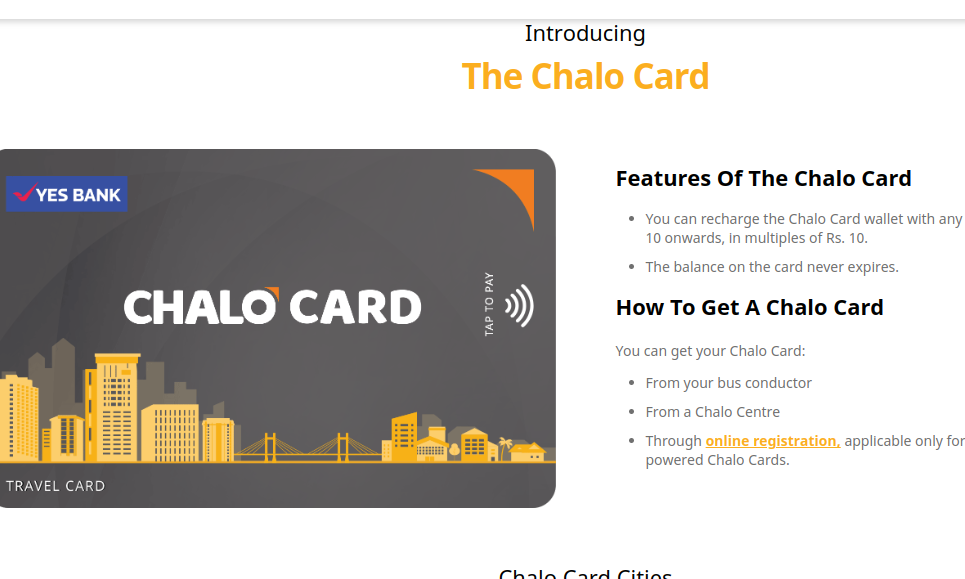 Introducing
The Chalo Card
YES BANK
CHALO CARD
TAP TO PAY
TRAVEL CARD
Features Of The Chalo Card
You can recharge the Chalo Card wallet with any
10 onwards, in multiples of Rs. 10.
The balance on the card never expires.
How To Get A Chalo Card
You can get your Chalo Card:
From your bus conductor
From a Chalo Centre
Through online registration, applicable only for
powered Chalo Cards.
Chalo Card Cities